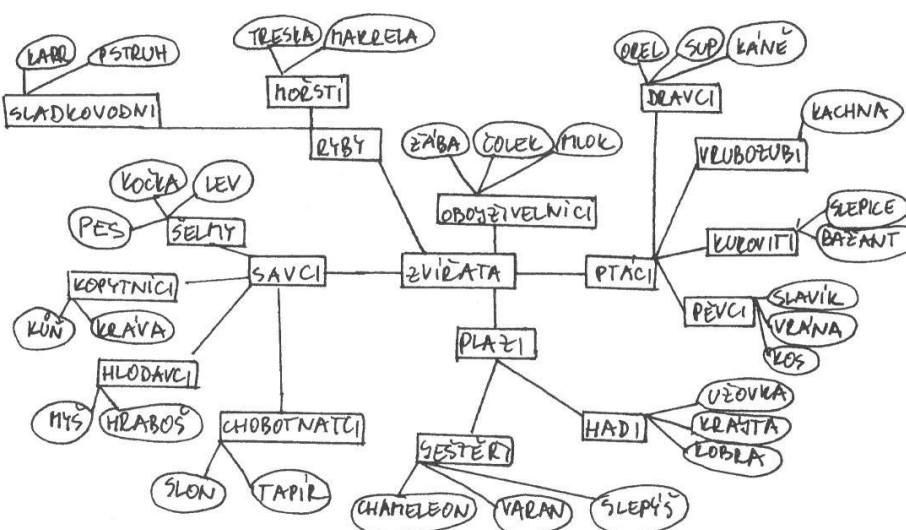 TRESKA
MAKRELA
KAPR
PSTRUH
MOŘSTÍ
SLADKOVODNÍ
RYBY
OREL
SUP
KÁNĚ
DRAVCI
KACHNA
VRUBOZUBÍ
ŽÁBA
ČOLEK
MLOK
OBOJŽIVELNÍCI
KOČKA
LEV
PES
ŠELMY
SLEPICE
BAŽANT
KUROVITÍ
SAVCI
ZVÍŘATA
PTÁCI
KOPYTNÍCI
KŮŇ
KRÁVA
PĚVCI
SLAVÍK
VRÁNA
KOS
PLAZI
HLODAVCI
MYŠ
HRABOŠ
CHOBOTNATCI
SLON
TAPÍR
HADI
UŽOVKA
KRAJTA
KOBRA
JEŠTĚŘI
CHAMELEON
VARAN
SLEPÝŠ